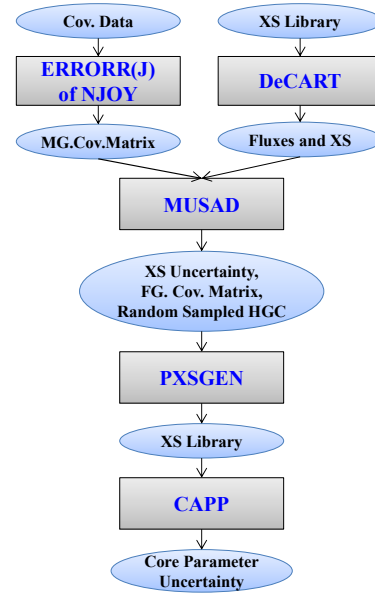 Cov. Data
XS Library
ERRORR(J)
of NJOY
DeCART
MG.Cov.Matrix
Fluxes and XS
MUSAD
XS Uncertainty,
FG. Cov. Matrix,
Random Sampled HGC
PXSGEN
XS Library
CAPP
Core Parameter
Uncertainty